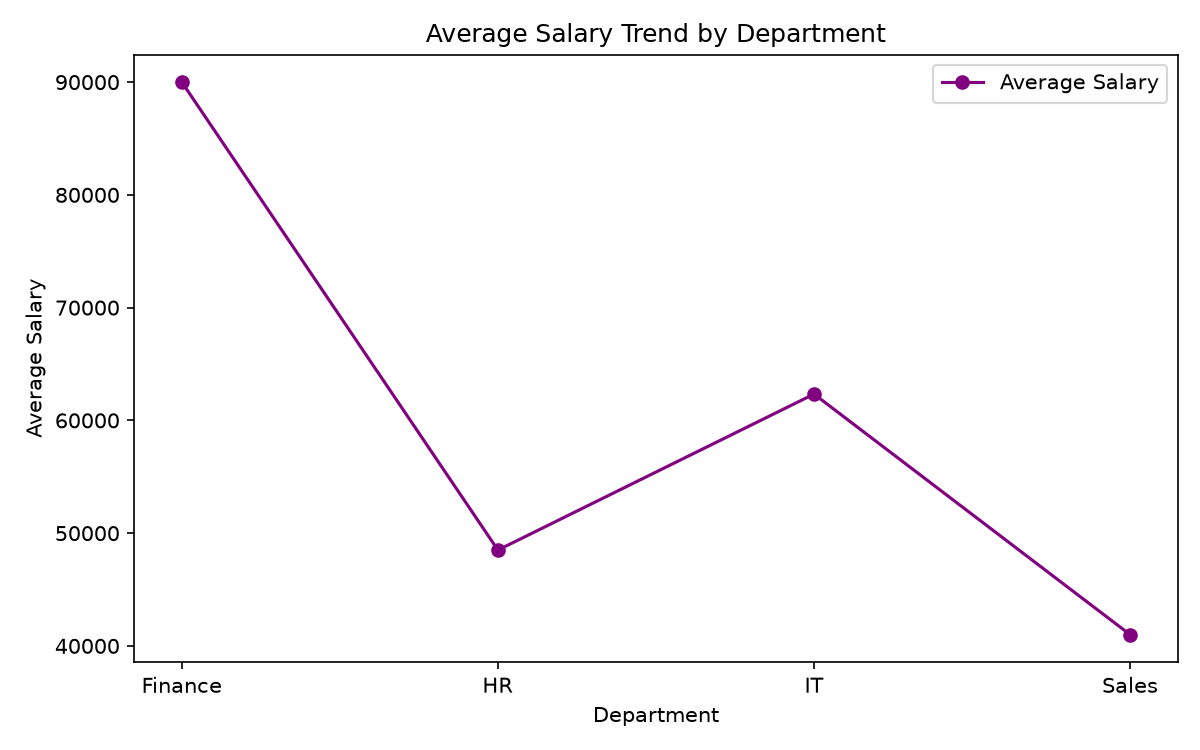 Average Salary Trend by Department
Average Salary
90000
80000
70000
60000
50000
40000
Average Salary
Finance
HR
IT
Sales
Department